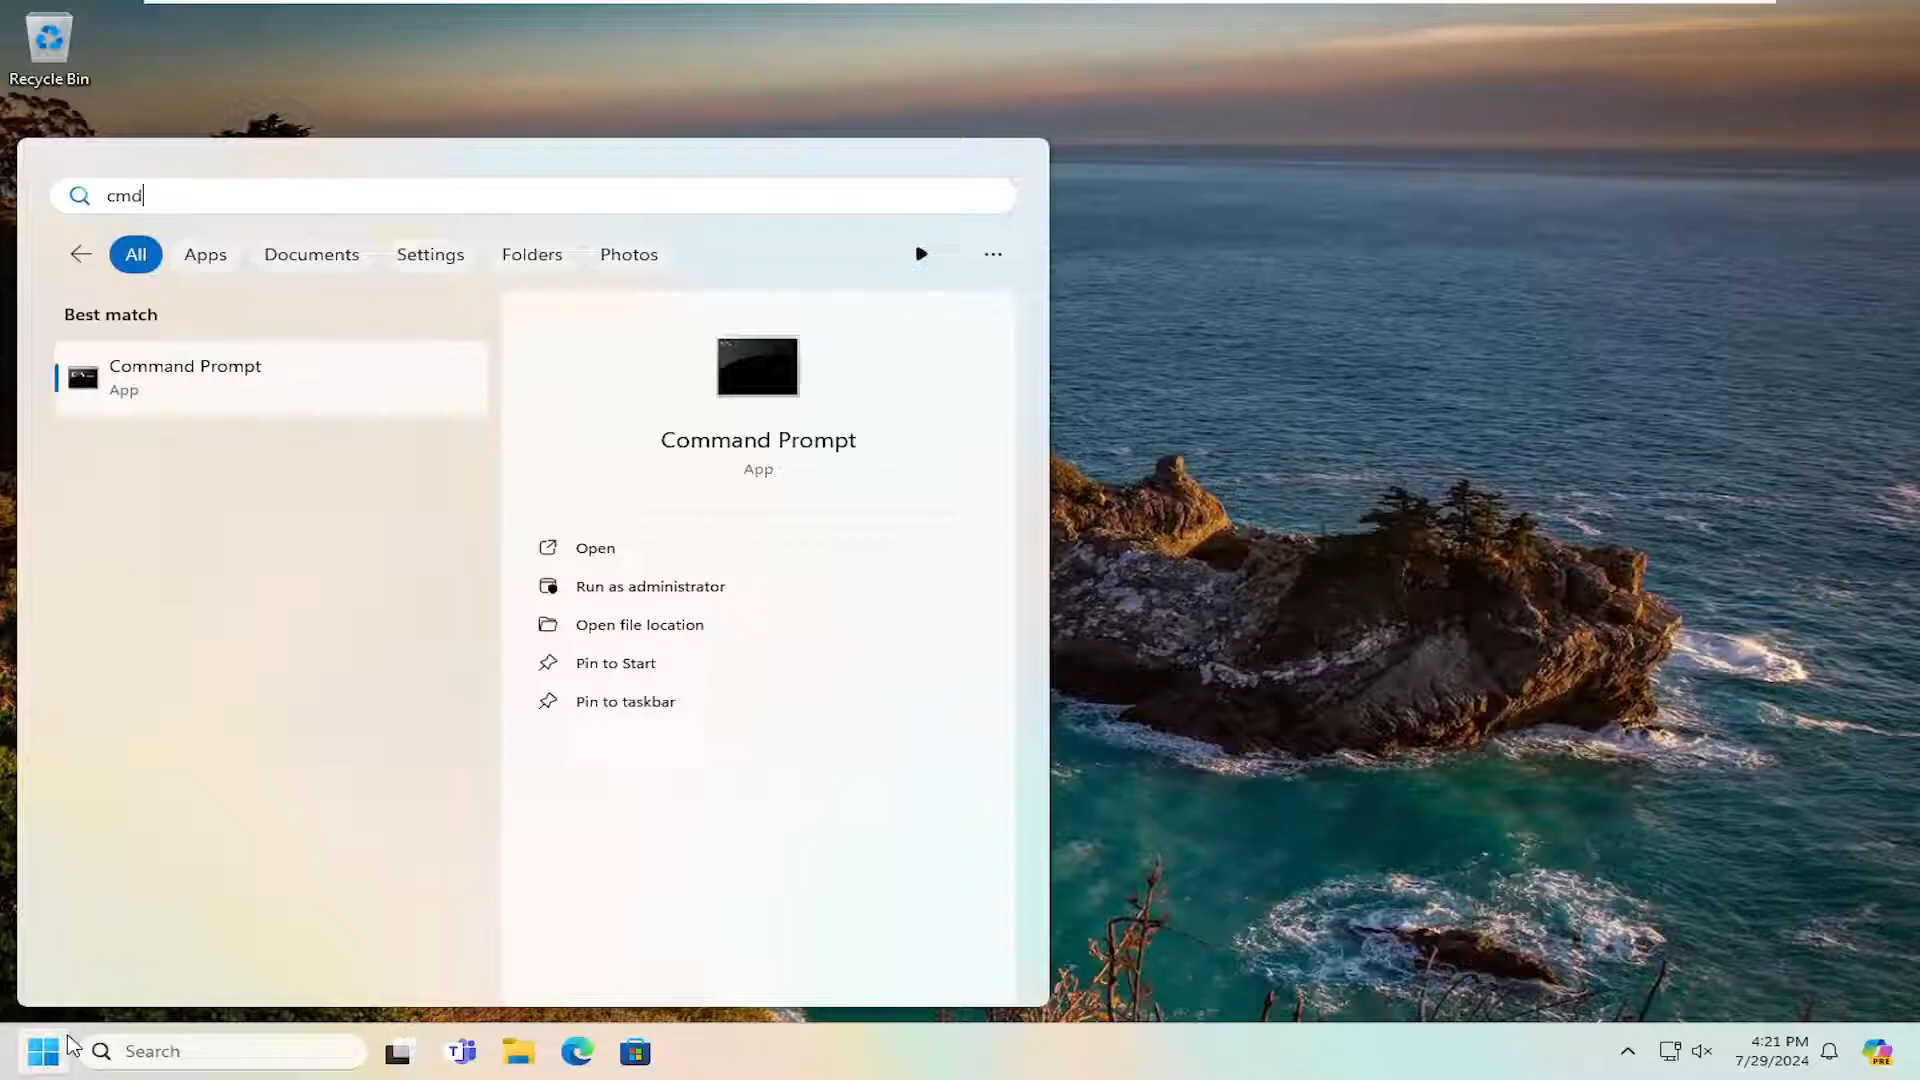 Recycle Bin
cmd
All Apps Documents Settings Folders Photos
Best match
Command Prompt
App
Command Prompt
App
Open
Run as administrator
Open file location
Pin to Start
Pin to taskbar
Search
4:21 PM
7/29/2024
PRE